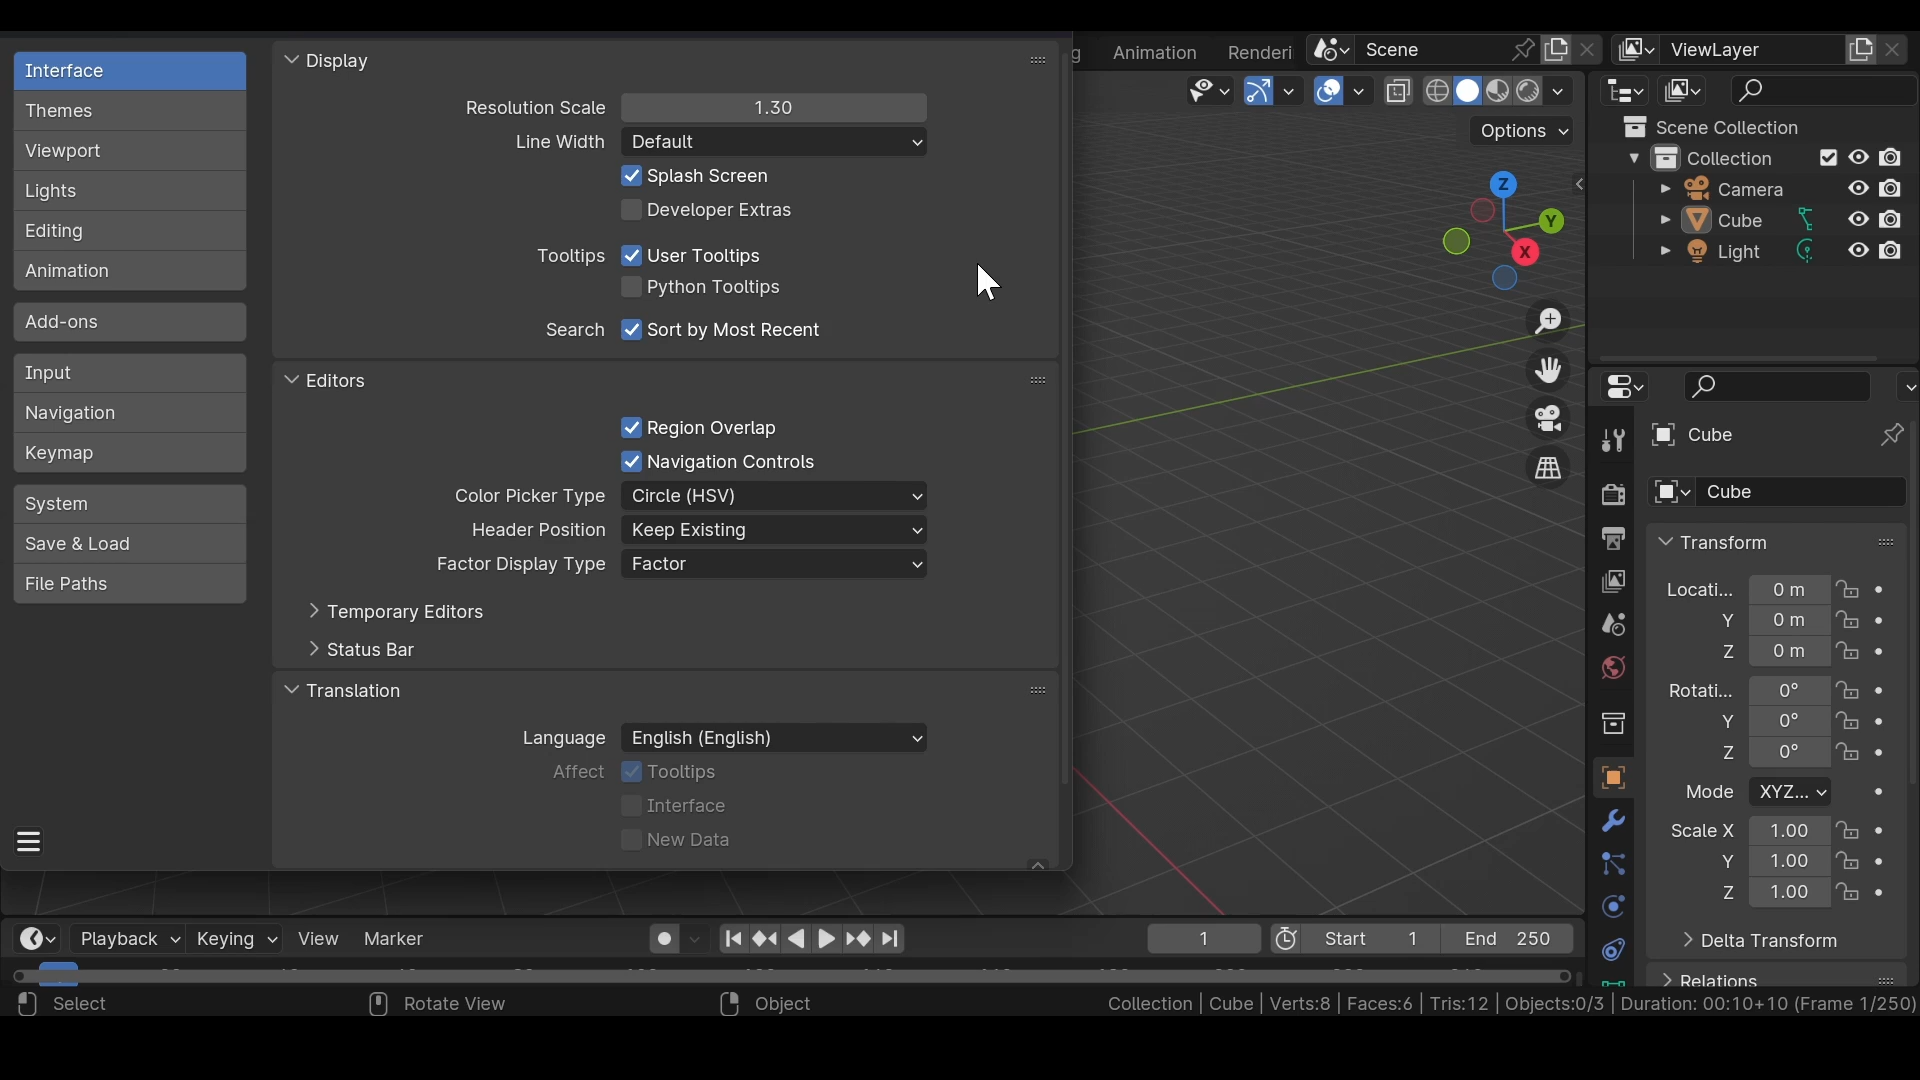 Interface
Themes
Viewport
Lights
Editing
Animation
Add-ons
Input
Navigation
Keymap
System
Save & Load
File Paths
Display
Resolution Scale 1.30
Line Width Default
Splash Screen
Developer Extras
Tooltips User Tooltips
Python Tooltips
Search Sort by Most Recent
Editors
Region Overlap
Navigation Controls
Color Picker Type Circle (HSV)
Header Position Keep Existing
Factor Display Type Factor
Temporary Editors
Status Bar
Translation
Language English (English)
Affect Tooltips
Interface
New Data
g Animation Renderi Scene ViewLayer
Options
Z
Y
X
Scene Collection
Collection
Camera
Cube
Light
Cube
Cube
Transform
Locati... 0 m
Y 0 m
Z 0 m
Rotati... 0°
Y 0°
Z 0°
Mode XYZ...
Scale X 1.00
Y 1.00
Z 1.00
Delta Transform
Relations
Playback Keying View Marker 1 Start 1 End 250
Select Rotate View Object Collection | Cube | Verts:8 | Faces:6 | Tris:12 | Objects:0/3 | Duration: 00:10+10 (Frame 1/250)